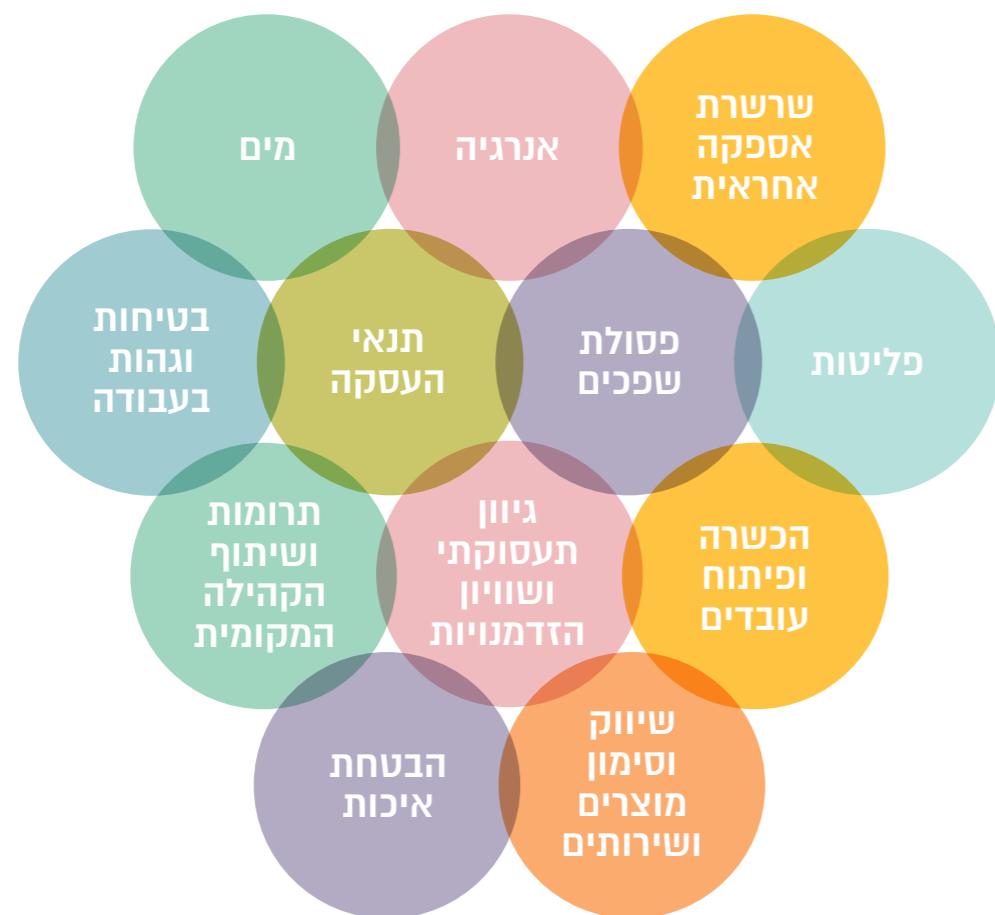 שרשרת
אספקה
אחראית
אנרגיה
מים
פליטות
פסולת
שפכים
תנאי
העסקה
בטיחות
וגהות
בעבודה
הכשרה
ופיתוח
עובדים
גיוון
תעסוקתי
ושוויון
הזדמנויות
תרומות
ושיתוף
הקהילה
המקומית
שיווק
וסימון
מוצרים
ושירותים
הבטחת
איכות